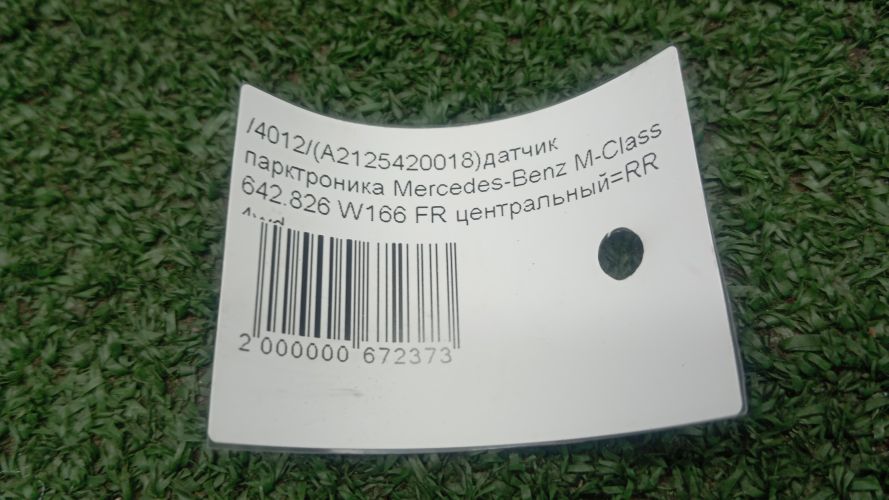 /4012/(A2125420018)датчик
парктроника Mercedes-Benz M-Class
642.826 W166 FR центральный=RR
2 000000 672373